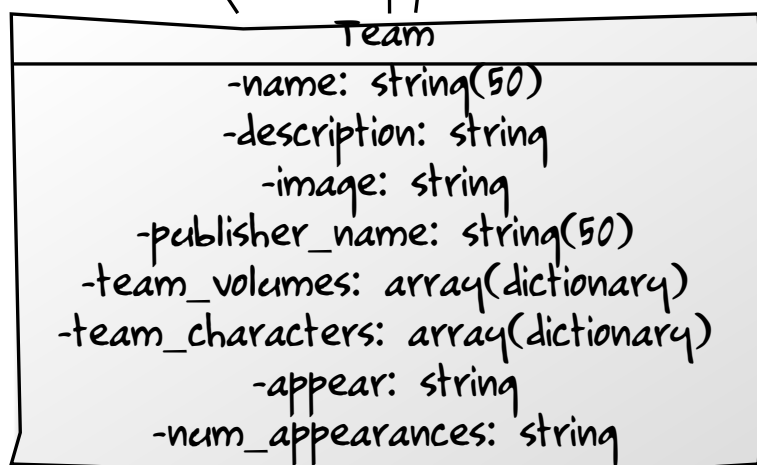 Team
-name: string(50)
-description: string
-image: string
-publisher_name: string(50)
-team_volumes: array(dictionary)
-team_characters: array(dictionary)
-appear: string
-num_appearances: string